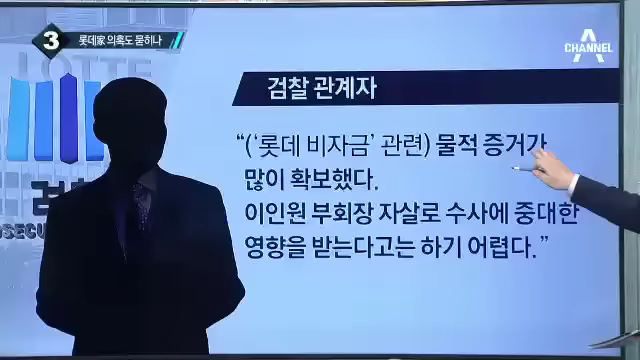 3 롯데家 의혹도 묻히나
CHANNEL A
LOTTE
검찰 관계자
“(‘롯데 비자금’ 관련) 물적 증거가
많이 확보했다.
이인원 부회장 자살로 수사에 중대한
영향을 받는다고는 하기 어렵다.”